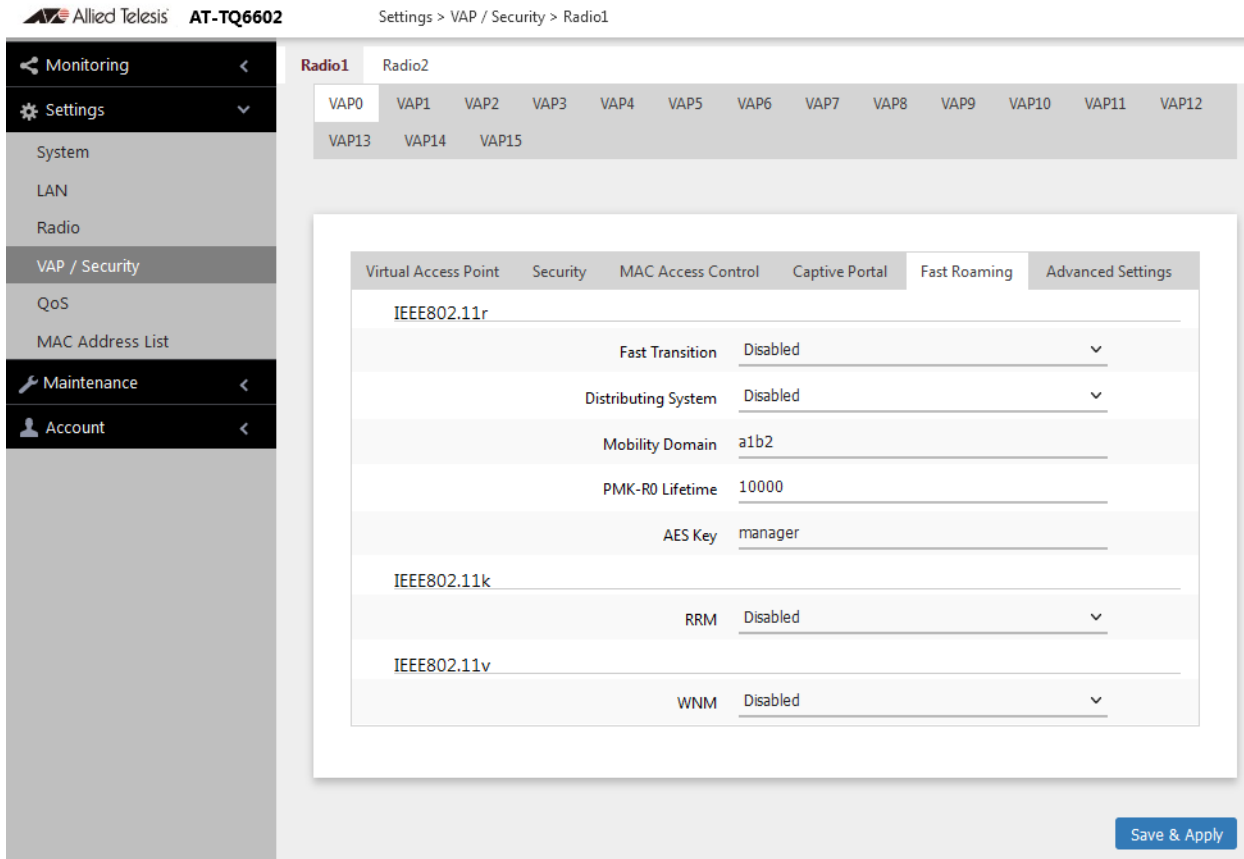 Allied Telesis AT-TQ6602 Settings > VAP / Security > Radio1
Monitoring
Settings
System
LAN
Radio
VAP / Security
QoS
MAC Address List
Maintenance
Account
Radio1 Radio2
VAP0 VAP1 VAP2 VAP3 VAP4 VAP5 VAP6 VAP7 VAP8 VAP9 VAP10 VAP11 VAP12
VAP13 VAP14 VAP15
Virtual Access Point Security MAC Access Control Captive Portal Fast Roaming Advanced Settings
IEEE802.11r
Fast Transition Disabled
Distributing System Disabled
Mobility Domain a1b2
PMK-R0 Lifetime 10000
AES Key manager
IEEE802.11k
RRM Disabled
IEEE802.11v
WNM Disabled
Save & Apply